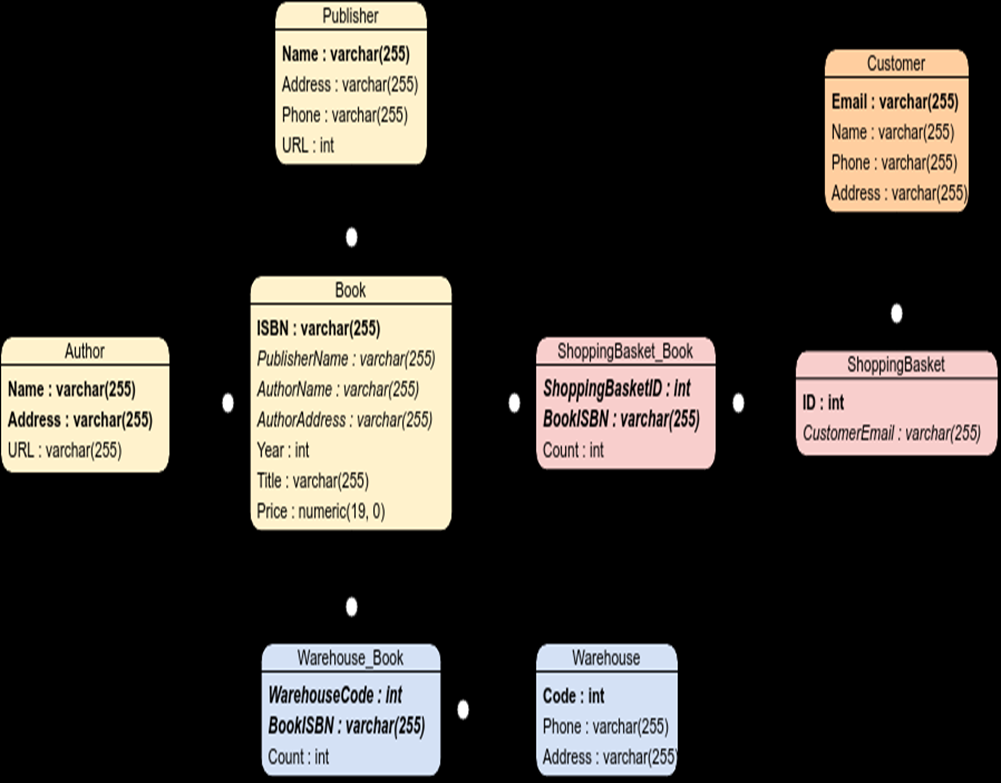 Publisher
Name : varchar(255)
Address : varchar(255)
Phone : varchar(255)
URL : int
Customer
Email : varchar(255)
Name : varchar(255)
Phone : varchar(255)
Address : varchar(255)
Book
ISBN : varchar(255)
PublisherName : varchar(255)
AuthorName : varchar(255)
AuthorAddress : varchar(255)
Year : int
Title : varchar(255)
Price : numeric(19, 0)
Author
Name : varchar(255)
Address : varchar(255)
URL : varchar(255)
ShoppingBasket_Book
ShoppingBasketID : int
BookISBN : varchar(255)
Count : int
ShoppingBasket
ID : int
CustomerEmail : varchar(255)
Warehouse_Book
WarehouseCode : int
BookISBN : varchar(255)
Count : int
Warehouse
Code : int
Phone : varchar(255)
Address : varchar(255)